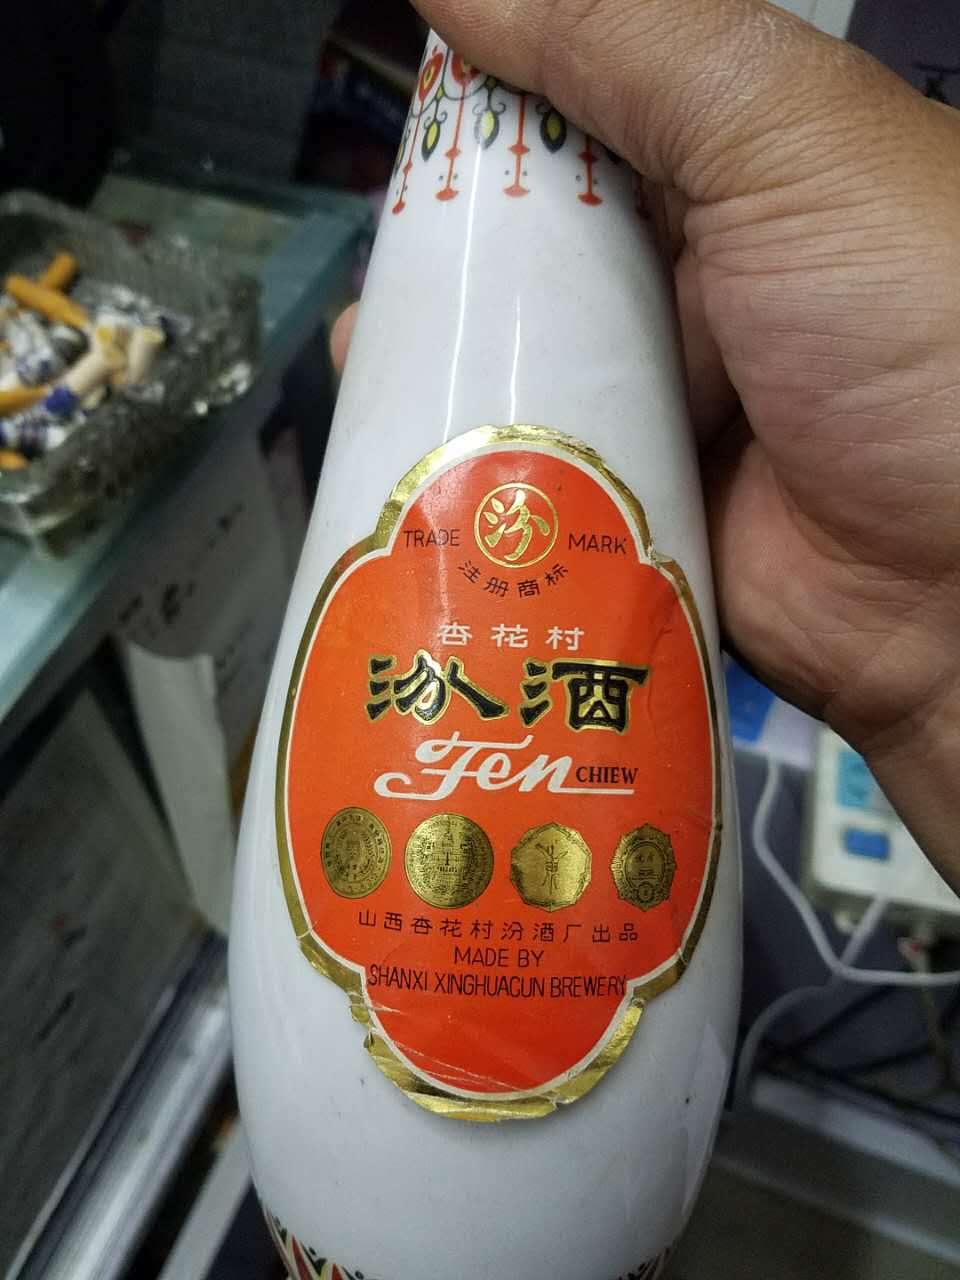 汾
TRADE MARK
注册商标
杏花村
汾酒
Fen CHIEW
山西杏花村汾酒厂出品
MADE BY
SHANXI XINGHUACUN BREWERY